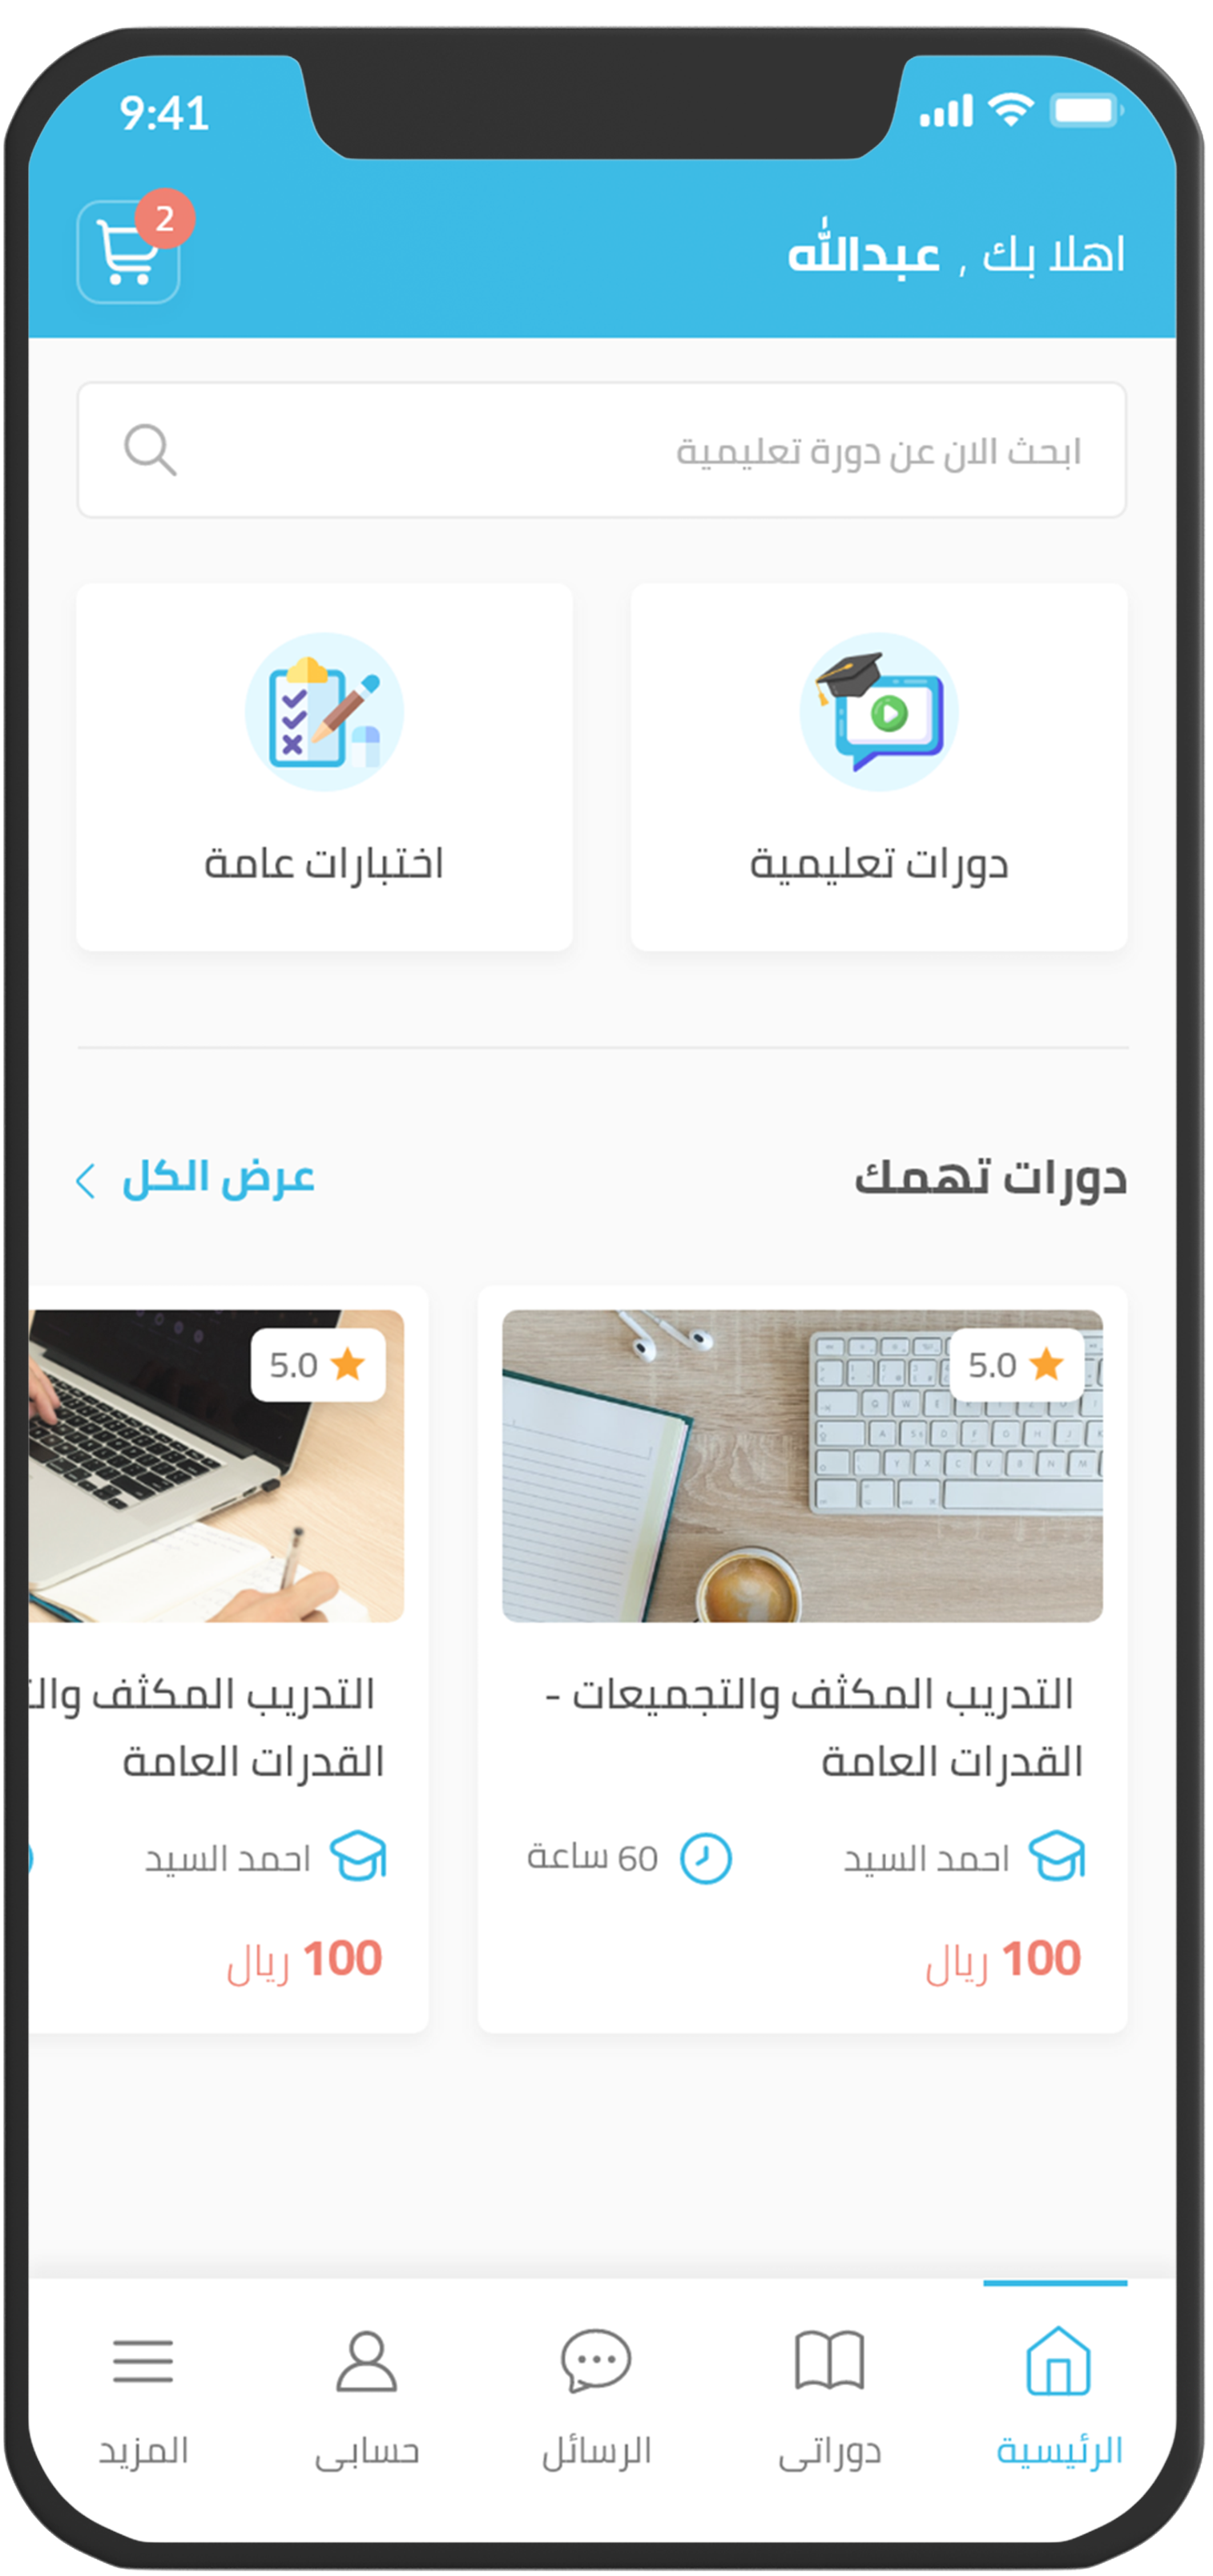 9:41
اهلا بك , عبدالله
2
ابحث الان عن دورة تعليمية
دورات تعليمية
اختبارات عامة
دورات تهمك
عرض الكل
5.0
التدريب المكثف والتجميعات -
القدرات العامة
احمد السيد
60 ساعة
100 ريال
5.0
التدريب المكثف
القدرات العامة
احمد السيد
100 ريال
الرئيسية
دوراتى
الرسائل
حسابى
المزيد